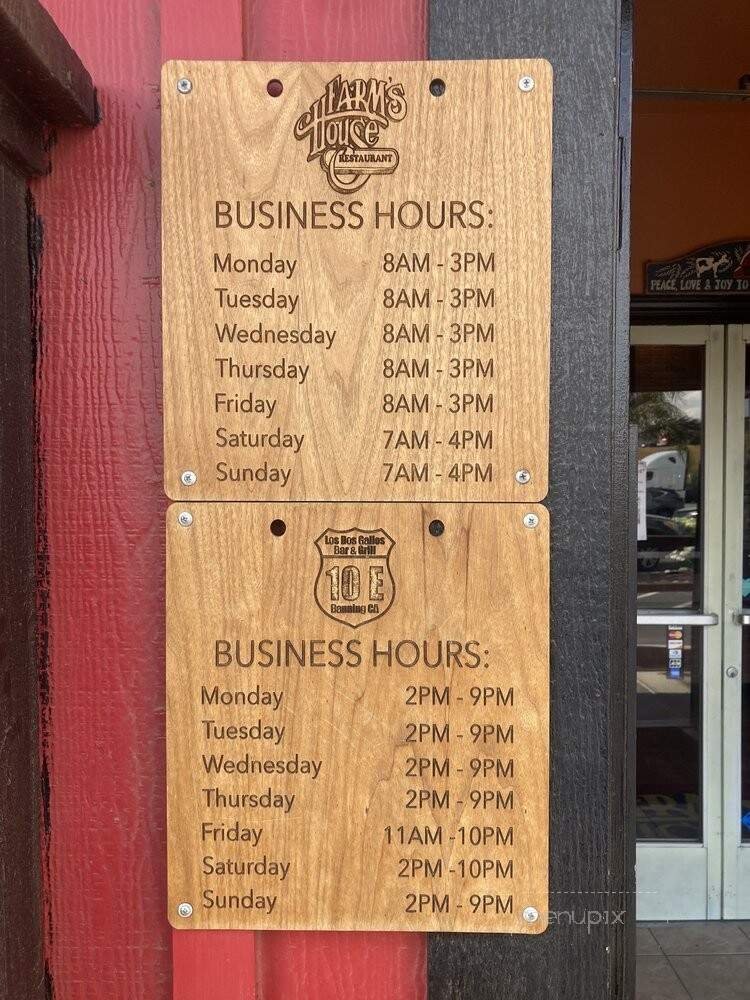 FARM'S
HOUSE
RESTAURANT
BUSINESS HOURS:
Monday 8AM - 3PM
Tuesday 8AM - 3PM
Wednesday 8AM - 3PM
Thursday 8AM - 3PM
Friday 8AM - 3PM
Saturday 7AM - 4PM
Sunday 7AM - 4PM
Los Dos Gallos
Bar & Grill
10 E
Banning CA
BUSINESS HOURS:
Monday 2PM - 9PM
Tuesday 2PM - 9PM
Wednesday 2PM - 9PM
Thursday 2PM - 9PM
Friday 11AM -10PM
Saturday 2PM -10PM
Sunday 2PM - 9PM
PEACE, LOVE & JOY TO
menupix